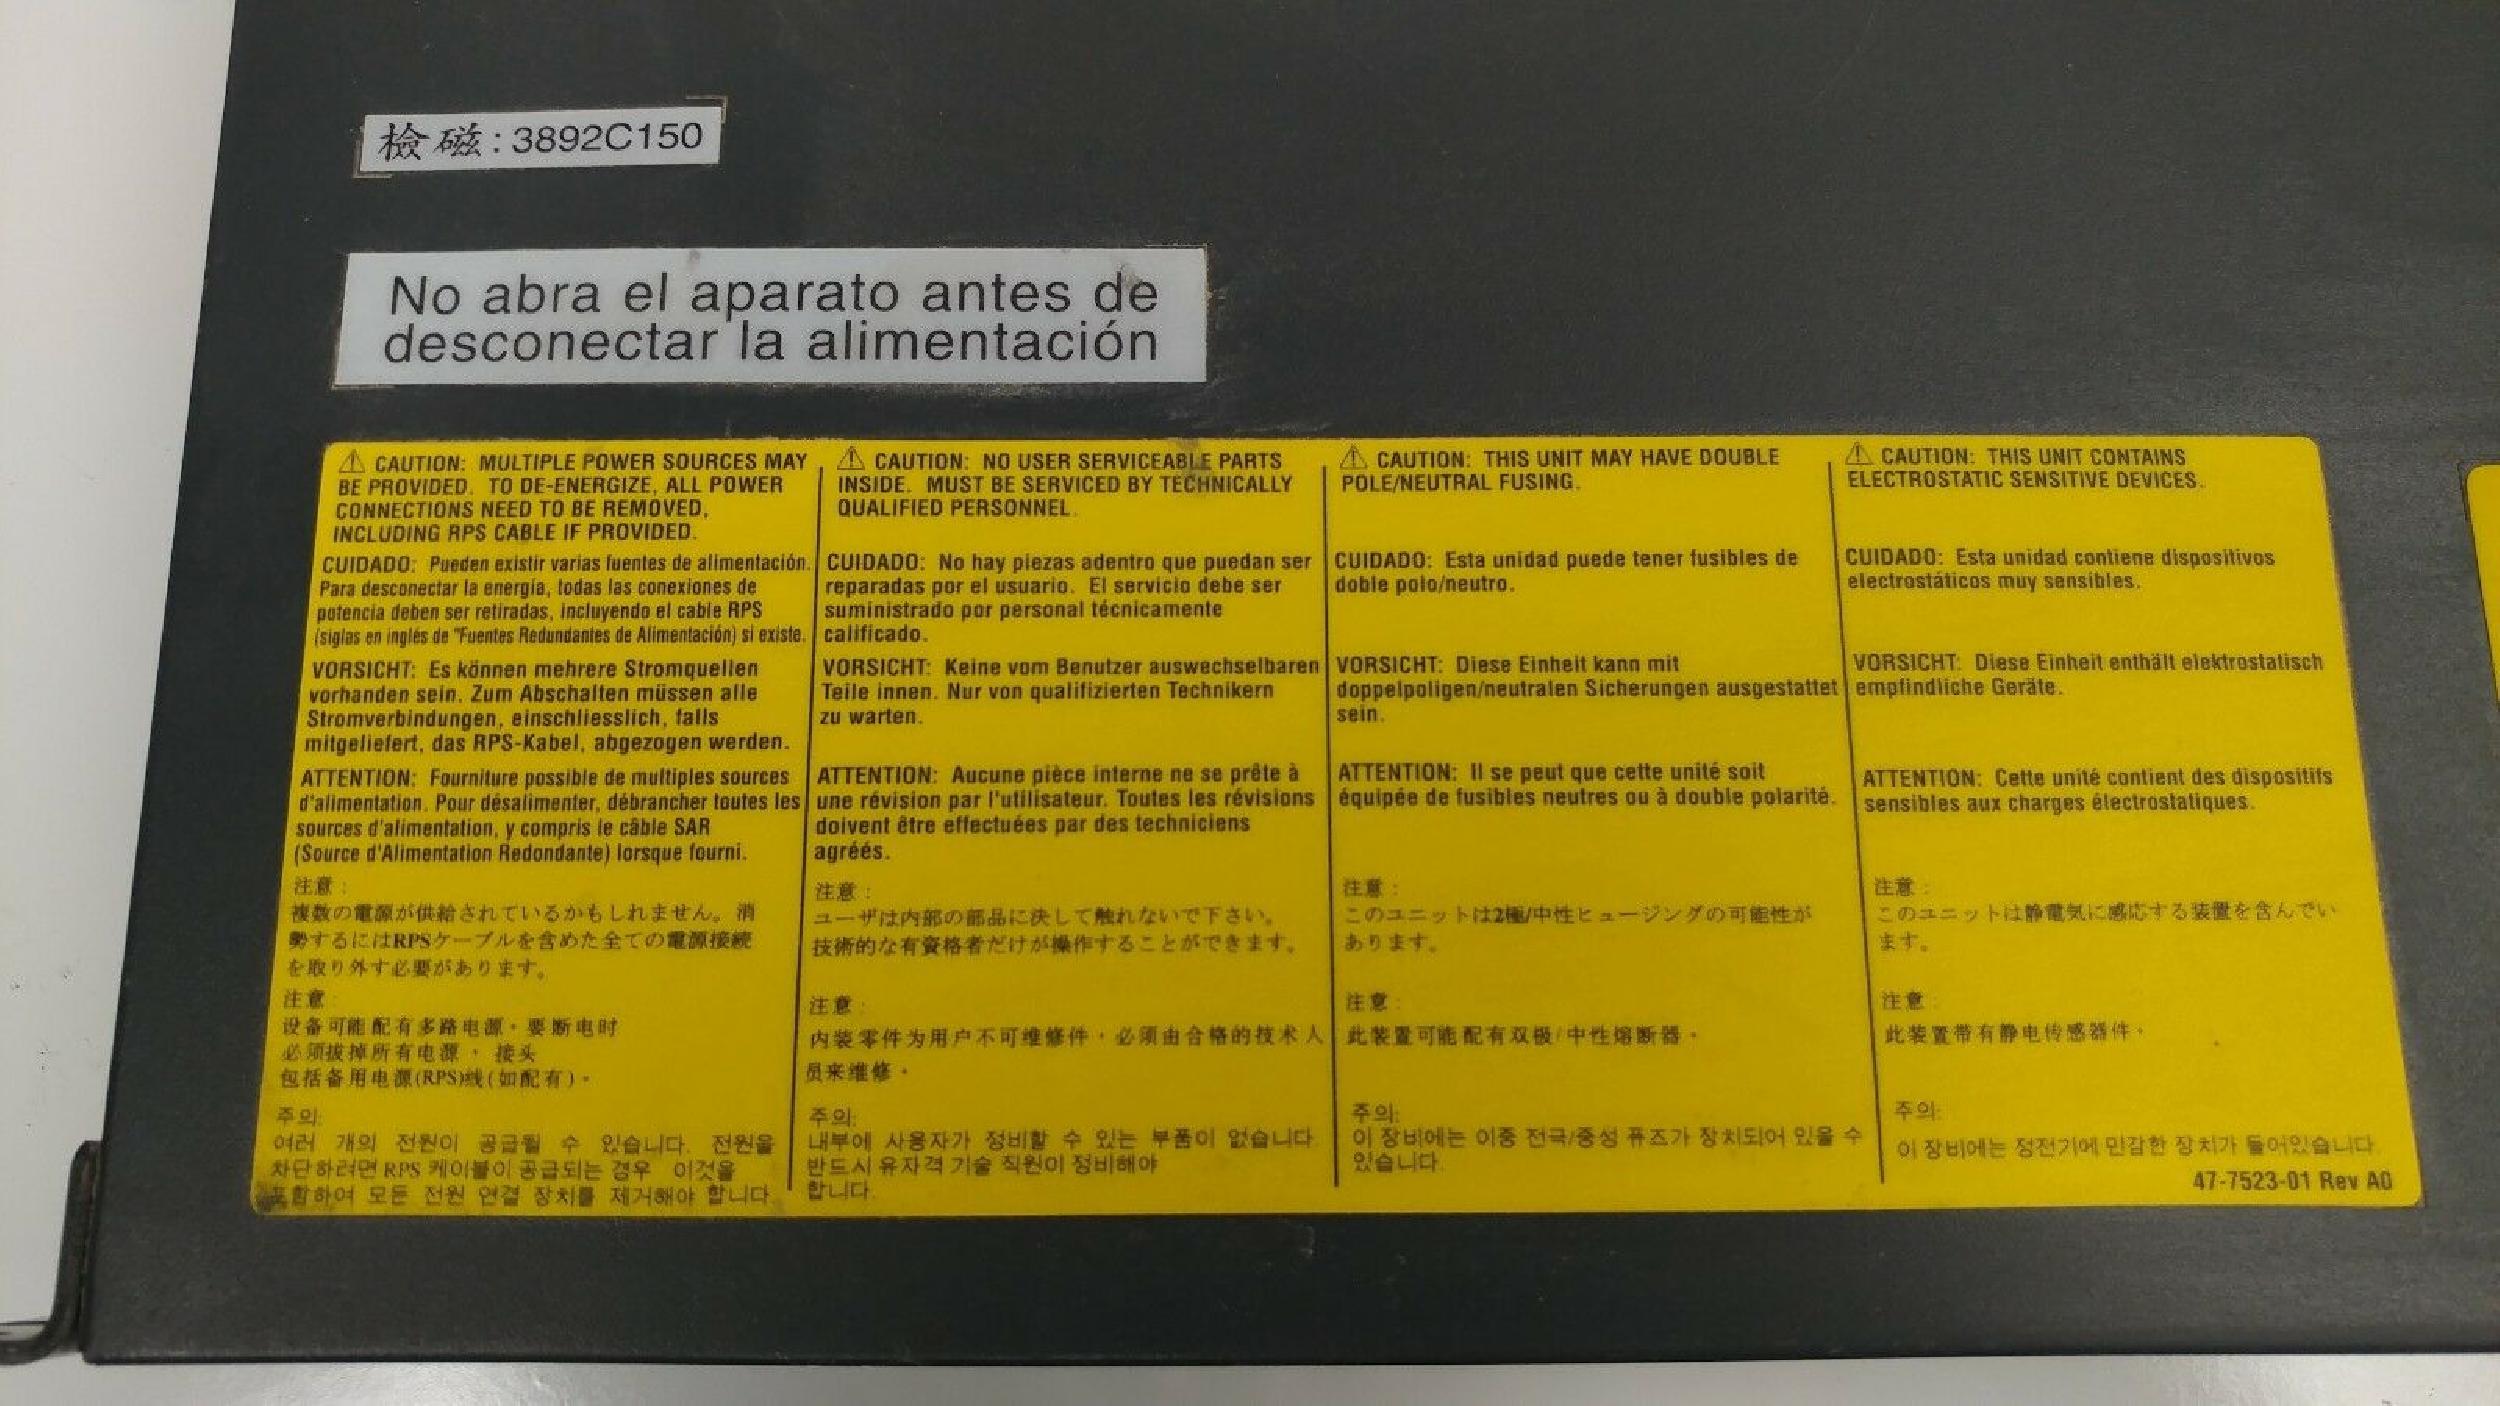 檢磁:3892C150
No abra el aparato antes de
desconectar la alimentación
⚠ CAUTION: MULTIPLE POWER SOURCES MAY
BE PROVIDED. TO DE-ENERGIZE, ALL POWER
CONNECTIONS NEED TO BE REMOVED,
INCLUDING RPS CABLE IF PROVIDED.
CUIDADO: Pueden existir varias fuentes de alimentación.
Para desconectar la energía, todas las conexiones de
potencia deben ser retiradas, incluyendo el cable RPS
(siglas en inglés de "Fuentes Redundantes de Alimentación) si existe.
VORSICHT: Es können mehrere Stromquellen
vorhanden sein. Zum Abschalten müssen alle
Stromverbindungen, einschliesslich, falls
mitgeliefert, das RPS-Kabel, abgezogen werden.
ATTENTION: Fourniture possible de multiples sources
d'alimentation. Pour désalimenter, débrancher toutes les
sources d'alimentation, y compris le câble SAR
(Source d'Alimentation Redondante) lorsque fourni.
注意:
複数の電源が供給されているかもしれません。消
勢するにはRPSケーブルを含めた全ての電源接続
を取り外す必要があります。
注意:
设备可能配有多路电源。要断电时
必须拔掉所有电源, 接头
包括备用电源(RPS)线(如配有)。
주의:
여러 개의 전원이 공급될 수 있습니다. 전원을
차단하려면 RPS 케이블이 공급되는 경우 이것을
포함하여 모든 전원 연결 장치를 제거해야 합니다.
⚠ CAUTION: NO USER SERVICEABLE PARTS
INSIDE. MUST BE SERVICED BY TECHNICALLY
QUALIFIED PERSONNEL.
CUIDADO: No hay piezas adentro que puedan ser
reparadas por el usuario. El servicio debe ser
suministrado por personal técnicamente
calificado.
VORSICHT: Keine vom Benutzer auswechselbaren
Teile innen. Nur von qualifizierten Technikern
zu warten.
ATTENTION: Aucune pièce interne ne se prête à
une révision par l'utilisateur. Toutes les révisions
doivent être effectuées par des techniciens
agréés.
注意:
ユーザは内部の部品に決して触れないで下さい。
技術的な有資格者だけが操作することができます。
注意:
内装零件为用户不可维修件,必须由合格的技术人
员来维修。
주의:
내부에 사용자가 정비할 수 있는 부품이 없습니다.
반드시 유자격 기술 직원이 정비해야
합니다.
⚠ CAUTION: THIS UNIT MAY HAVE DOUBLE
POLE/NEUTRAL FUSING.
CUIDADO: Esta unidad puede tener fusibles de
doble polo/neutro.
VORSICHT: Diese Einheit kann mit
doppelpoligen/neutralen Sicherungen ausgestattet
sein.
ATTENTION: Il se peut que cette unité soit
équipée de fusibles neutres ou à double polarité.
注意:
このユニットは2極/中性ヒュージングの可能性が
あります。
注意:
此装置可能配有双极/中性熔断器。
주의:
이 장비에는 이중 전극/중성 퓨즈가 장치되어 있을 수
있습니다.
⚠ CAUTION: THIS UNIT CONTAINS
ELECTROSTATIC SENSITIVE DEVICES.
CUIDADO: Esta unidad contiene dispositivos
electrostáticos muy sensibles.
VORSICHT: Diese Einheit enthält elektrostatisch
empfindliche Geräte.
ATTENTION: Cette unité contient des dispositifs
sensibles aux charges électrostatiques.
注意:
このユニットは静電気に感応する装置を含んでい
ます。
注意:
此装置带有静电传感器件。
주의:
이 장비에는 정전기에 민감한 장치가 들어있습니다.
47-7523-01 Rev A0